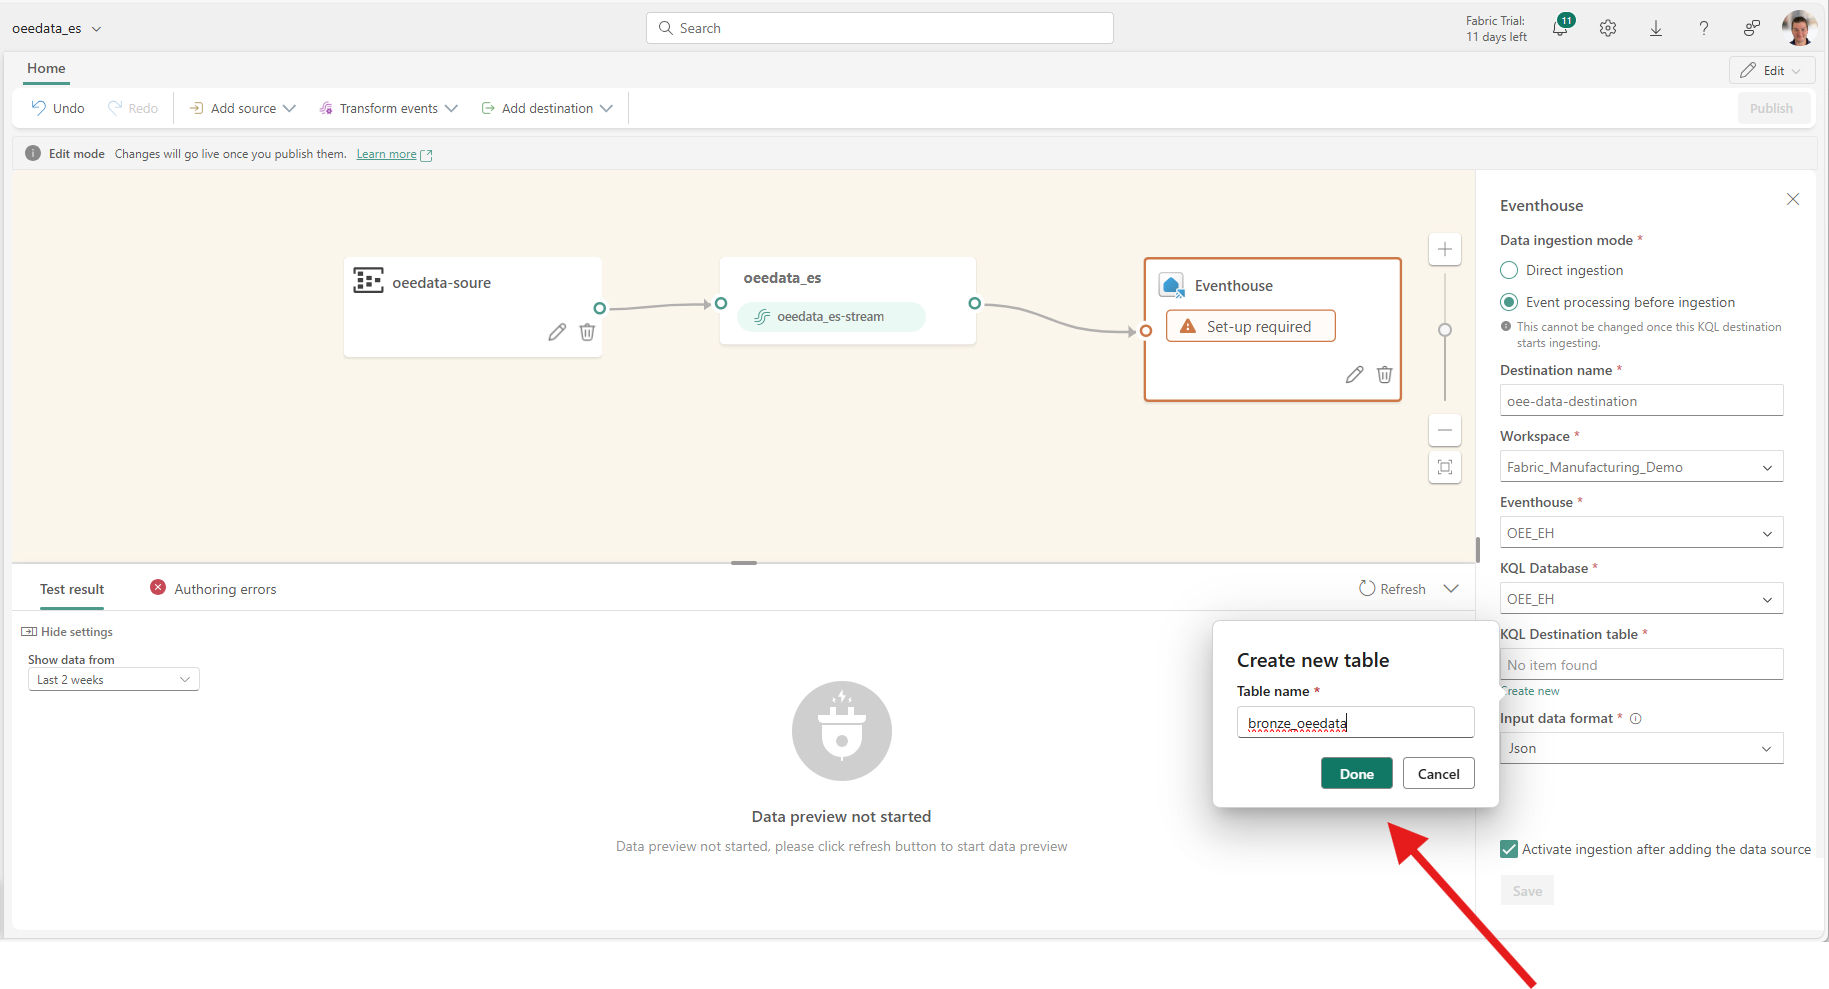 oeedata_es
Search
Fabric Trial:
11 days left
11
Home
Edit
Undo
Redo
Add source
Transform events
Add destination
Publish
Edit mode Changes will go live once you publish them. Learn more
oeedata-soure
oeedata_es
oeedata_es-stream
Eventhouse
Set-up required
Eventhouse
Data ingestion mode *
Direct ingestion
Event processing before ingestion
This cannot be changed once this KQL destination
starts ingesting.
Destination name *
oee-data-destination
Workspace *
Fabric_Manufacturing_Demo
Eventhouse *
OEE_EH
KQL Database *
OEE_EH
KQL Destination table *
No item found
Create new
Input data format *
Json
Activate ingestion after adding the data source
Save
Test result
Authoring errors
Refresh
Hide settings
Show data from
Last 2 weeks
Data preview not started
Data preview not started, please click refresh button to start data preview
Create new table
Table name *
bronze_oeedata
Done
Cancel